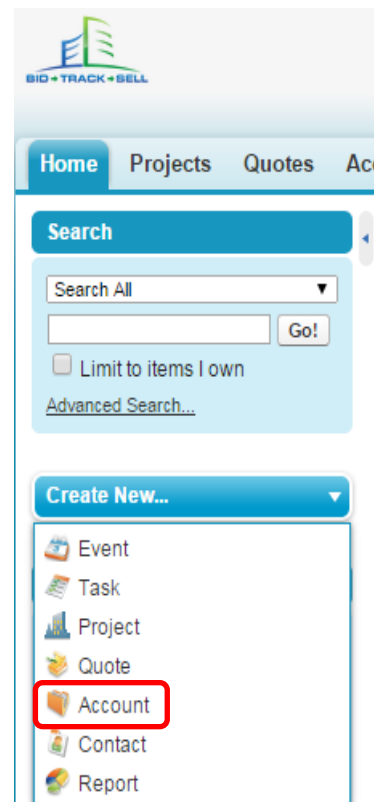 BID+TRACK+SELL
Home Projects Quotes Acc
Search
Search All
Go!
Limit to items I own
Advanced Search...
Create New...
Event
Task
Project
Quote
Account
Contact
Report